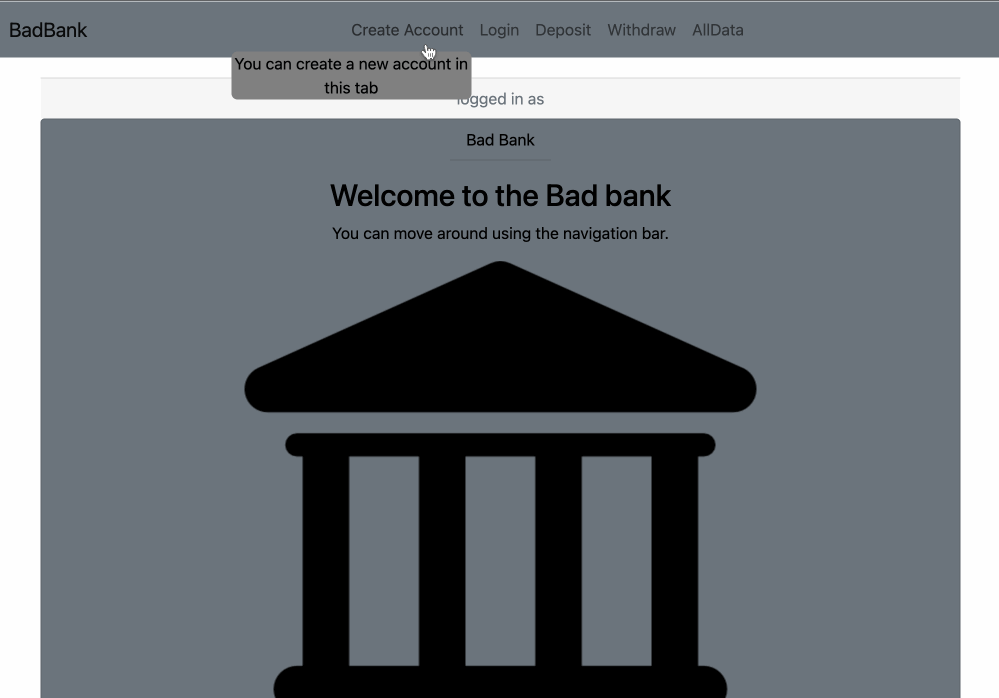 BadBank
Create Account
Login
Deposit
Withdraw
AllData
You can create a new account in
this tab
logged in as
Bad Bank
Welcome to the Bad bank
You can move around using the navigation bar.